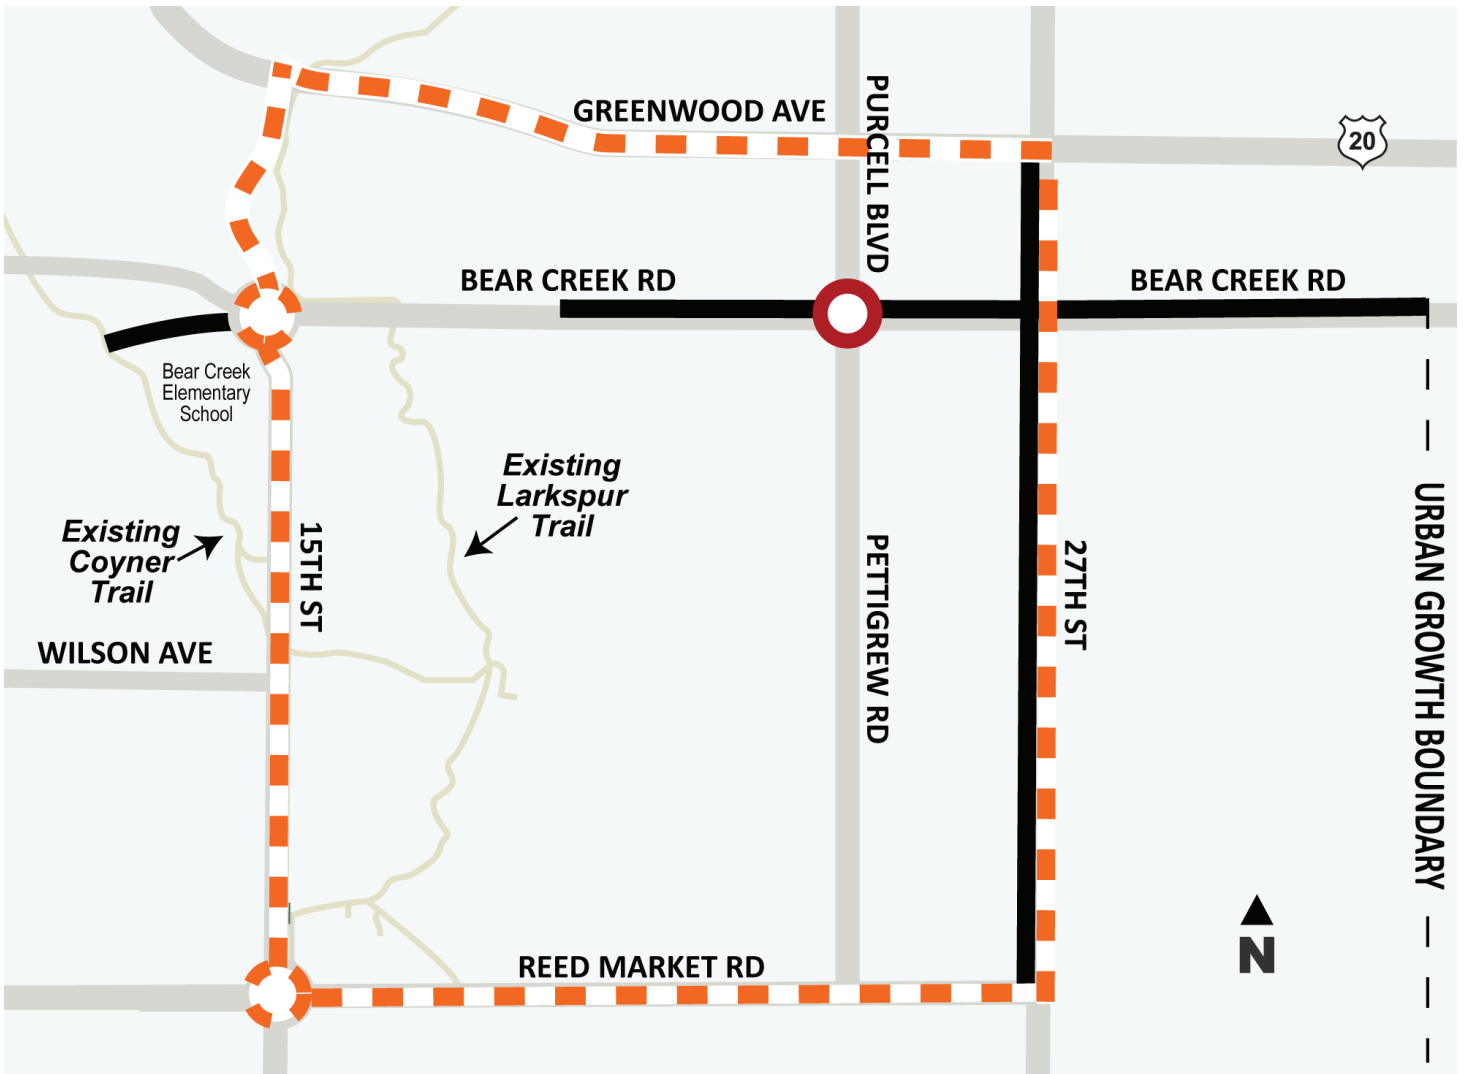 GREENWOOD AVE
PURCELL BLVD
20
BEAR CREEK RD
BEAR CREEK RD
Bear Creek
Elementary
School
Existing
Larkspur
Trail
Existing
Coyner
Trail
15TH ST
PETTIGREW RD
27TH ST
URBAN GROWTH BOUNDARY
WILSON AVE
REED MARKET RD
N